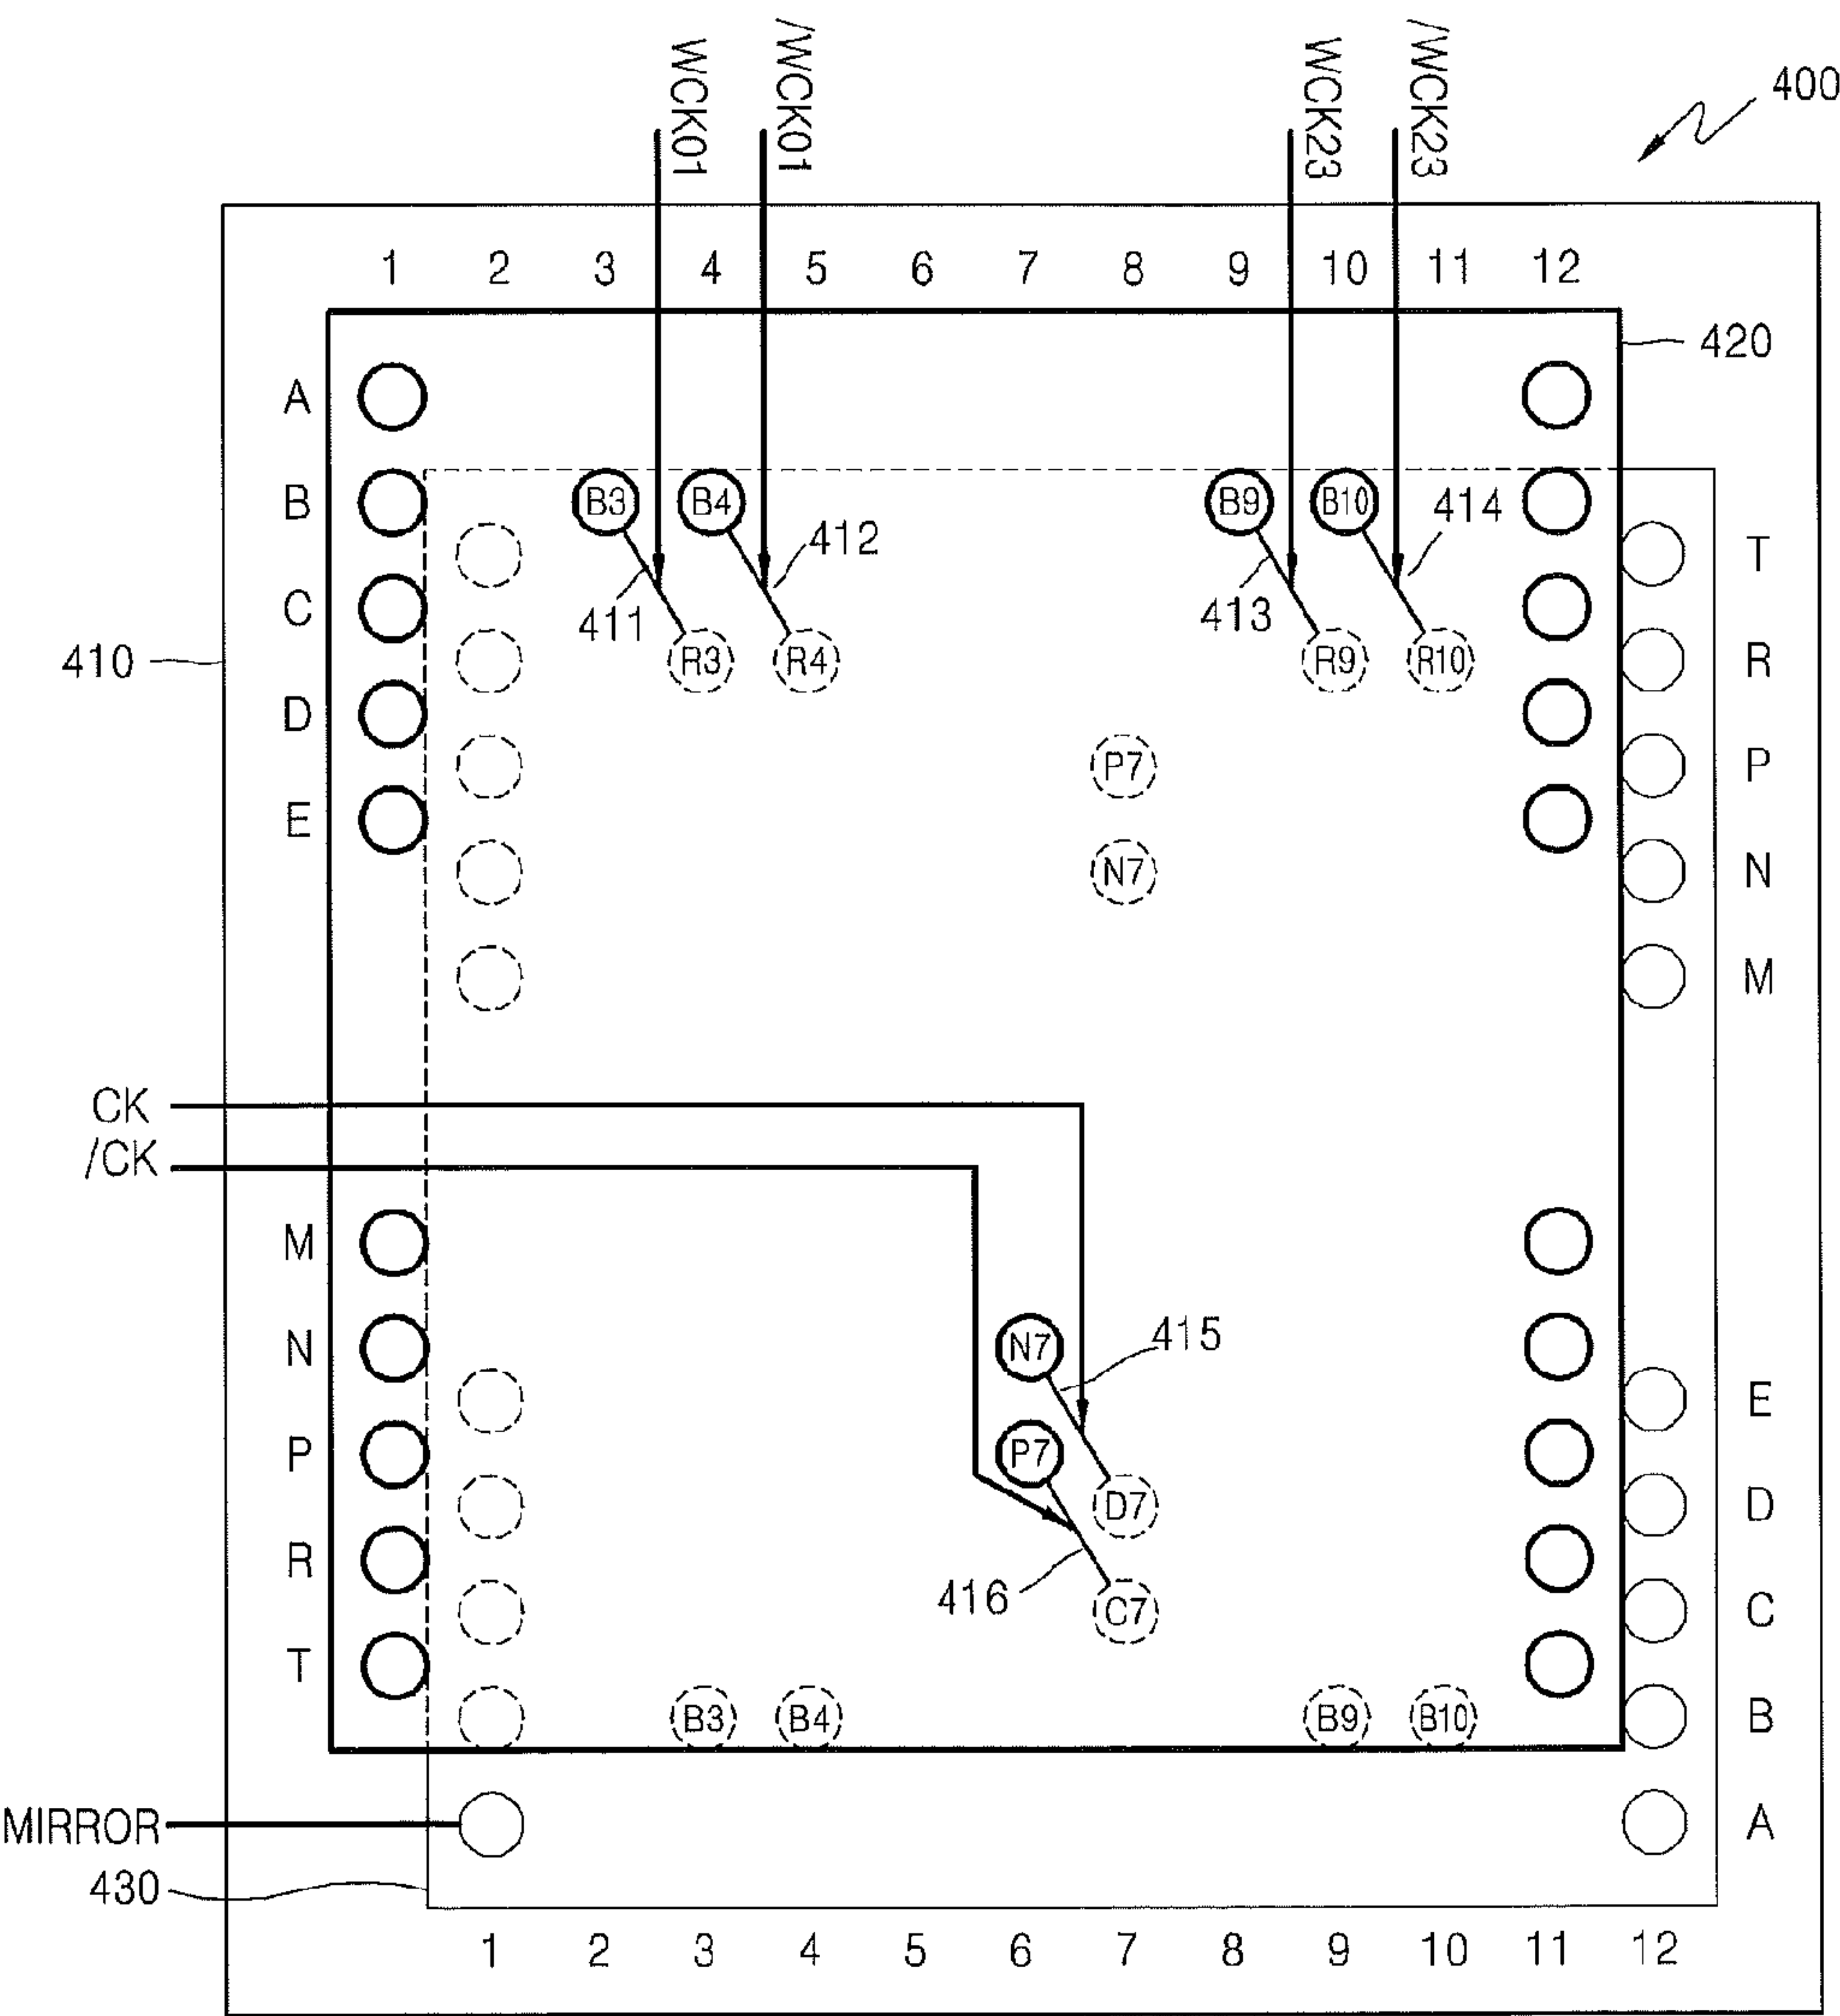 WCK01
/WCK01
WCK23
/WCK23
400
1 2 3 4 5 6 7 8 9 10 11 12
420
A
B B3 B4 B9 B10 414
412 T
C 411 413
410 R3 R4 R9 R10 R
D
P7 P
E
N7 N
M
CK
/CK
M
N N7 415
E
P P7
D7 D
R
416 C7 C
T
B3 B4 B9 B10 B
MIRROR A
430
1 2 3 4 5 6 7 8 9 10 11 12